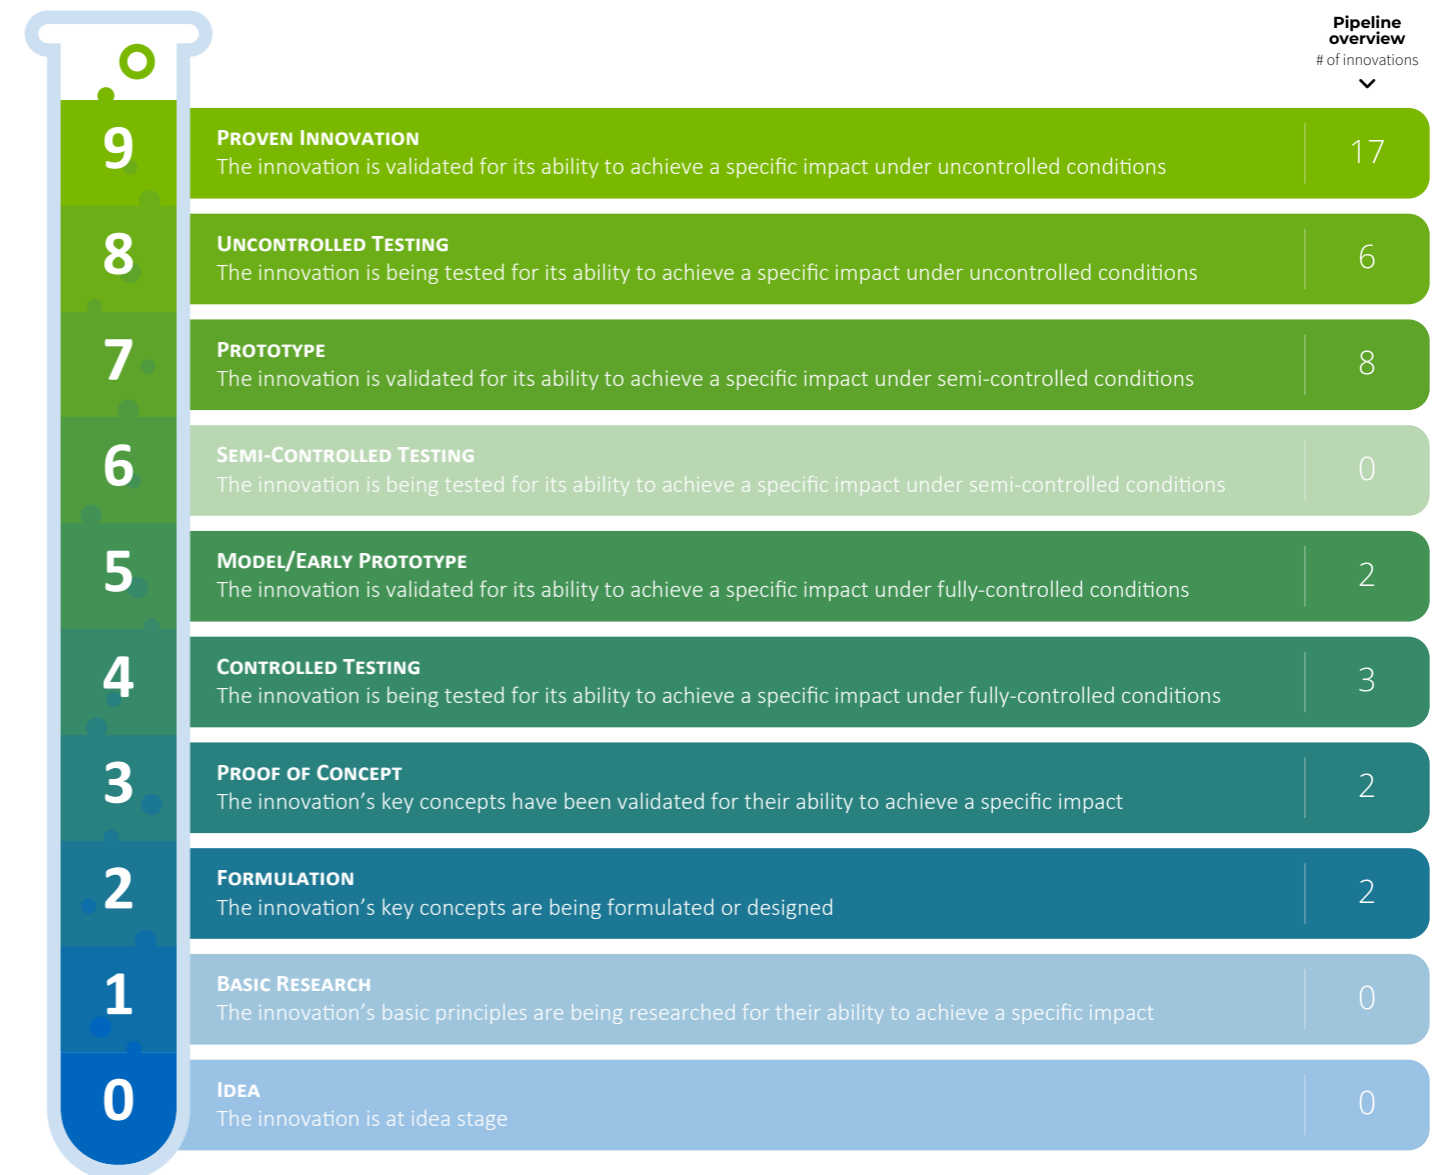 Pipeline
overview
# of innovations
9
PROVEN INNOVATION
The innovation is validated for its ability to achieve a specific impact under uncontrolled conditions
17
8
UNCONTROLLED TESTING
The innovation is being tested for its ability to achieve a specific impact under uncontrolled conditions
6
7
PROTOTYPE
The innovation is validated for its ability to achieve a specific impact under semi-controlled conditions
8
6
SEMI-CONTROLLED TESTING
The innovation is being tested for its ability to achieve a specific impact under semi-controlled conditions
0
5
MODEL/EARLY PROTOTYPE
The innovation is validated for its ability to achieve a specific impact under fully-controlled conditions
2
4
CONTROLLED TESTING
The innovation is being tested for its ability to achieve a specific impact under fully-controlled conditions
3
3
PROOF OF CONCEPT
The innovation's key concepts have been validated for their ability to achieve a specific impact
2
2
FORMULATION
The innovation's key concepts are being formulated or designed
2
1
BASIC RESEARCH
The innovation's basic principles are being researched for their ability to achieve a specific impact
0
0
IDEA
The innovation is at idea stage
0